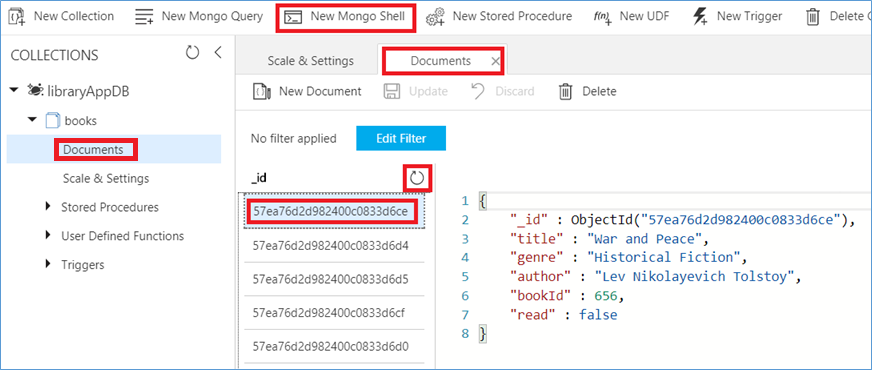 New Collection New Mongo Query New Mongo Shell New Stored Procedure f(n) New UDF New Trigger Delete C
COLLECTIONS
libraryAppDB
books
Documents
Scale & Settings
Stored Procedures
User Defined Functions
Triggers
Scale & Settings Documents
New Document Update Discard Delete
No filter applied Edit Filter
_id
57ea76d2d982400c0833d6ce
57ea76d2d982400c0833d6d4
57ea76d2d982400c0833d6d5
57ea76d2d982400c0833d6cf
57ea76d2d982400c0833d6d0
1 {
2 "_id" : ObjectId("57ea76d2d982400c0833d6ce"),
3 "title" : "War and Peace",
4 "genre" : "Historical Fiction",
5 "author" : "Lev Nikolayevich Tolstoy",
6 "bookId" : 656,
7 "read" : false
8 }